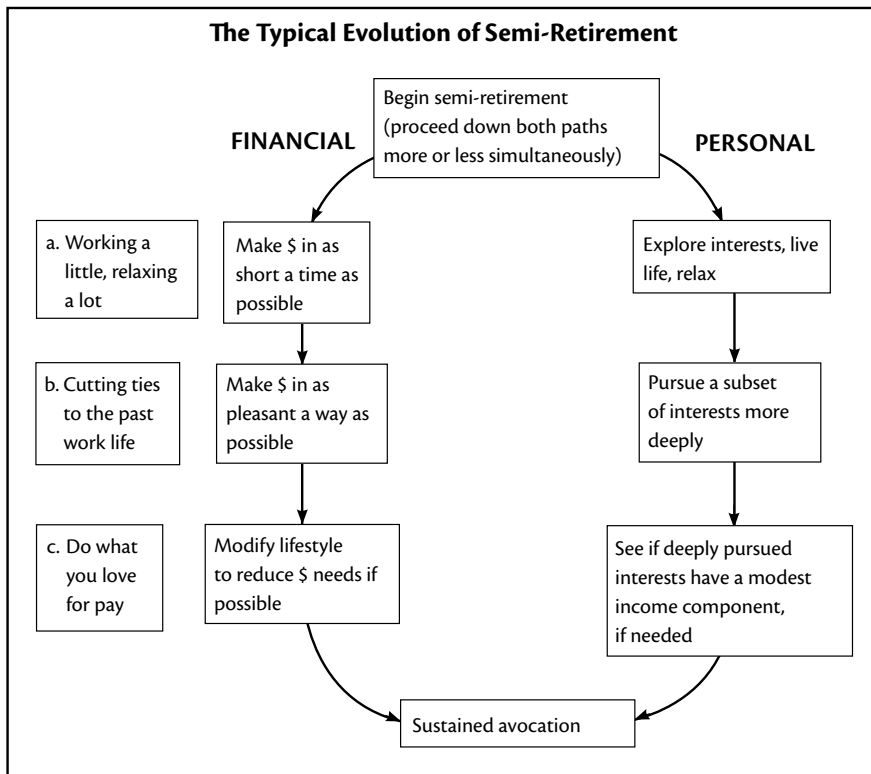 The Typical Evolution of Semi-Retirement
Begin semi-retirement
(proceed down both paths
more or less simultaneously)
FINANCIAL
PERSONAL
a. Working a
little, relaxing
a lot
Make $ in as
short a time as
possible
Explore interests, live
life, relax
b. Cutting ties
to the past
work life
Make $ in as
pleasant a way as
possible
Pursue a subset
of interests more
deeply
c. Do what
you love
for pay
Modify lifestyle
to reduce $ needs if
possible
See if deeply pursued
interests have a modest
income component,
if needed
Sustained avocation